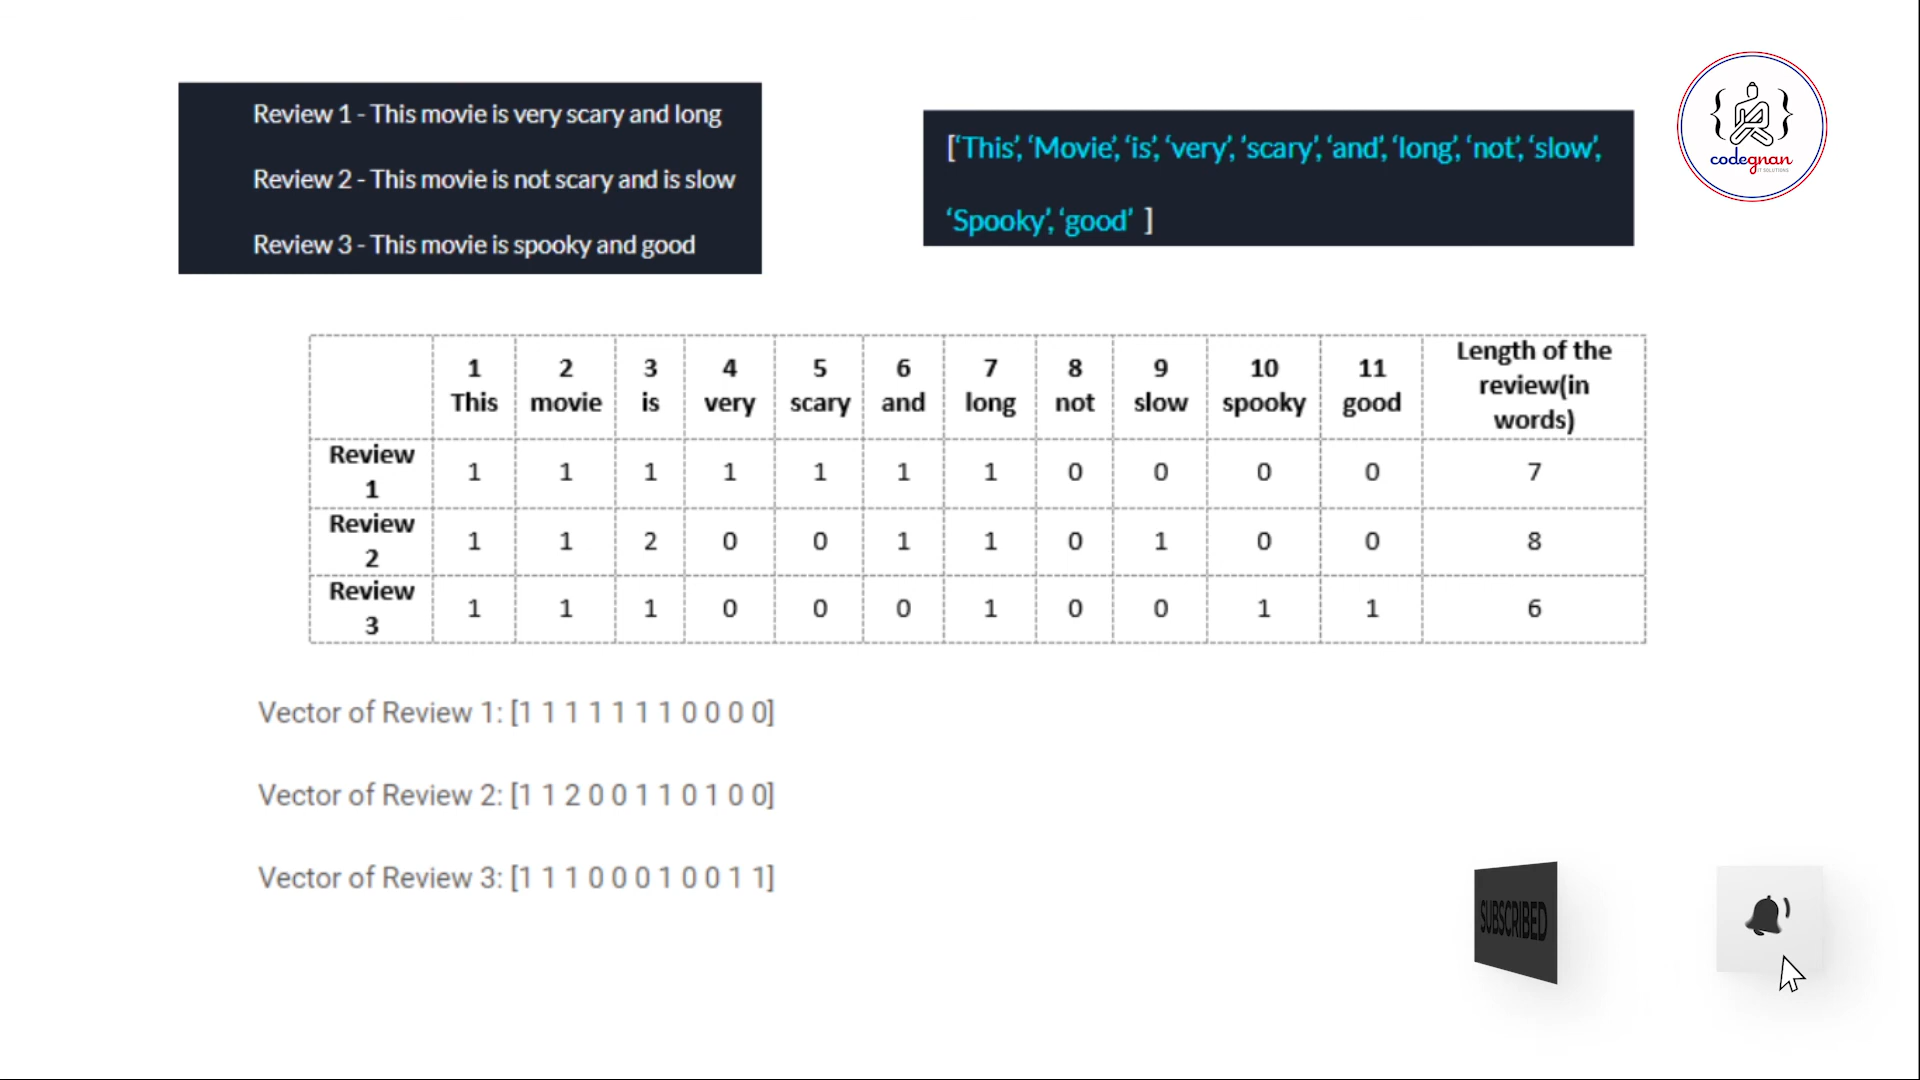 Review 1 - This movie is very scary and long
Review 2 - This movie is not scary and is slow
Review 3 - This movie is spooky and good
[‘This’, ‘Movie’, ‘is’, ‘very’, ‘scary’, ‘and’, ‘long’, ‘not’, ‘slow’,
‘Spooky’, ‘good’ ]
codegnan
IT SOLUTIONS
1 This 2 movie 3 is 4 very 5 scary 6 and 7 long 8 not 9 slow 10 spooky 11 good Length of the review(in words)
Review 1 1 1 1 1 1 1 1 0 0 0 0 7
Review 2 1 1 2 0 0 1 1 0 1 0 0 8
Review 3 1 1 1 0 0 0 1 0 0 1 1 6
Vector of Review 1: [1 1 1 1 1 1 1 0 0 0 0]
Vector of Review 2: [1 1 2 0 0 1 1 0 1 0 0]
Vector of Review 3: [1 1 1 0 0 0 1 0 0 1 1]
SUBSCRIBED